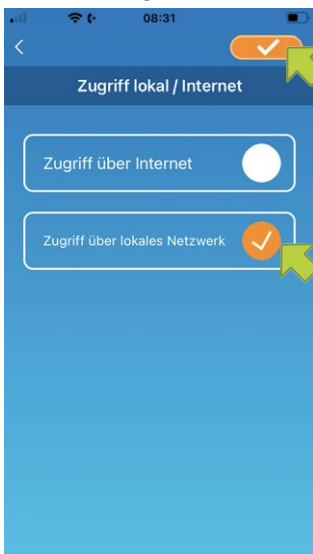 08:31
Zugriff lokal / Internet
Zugriff über Internet
Zugriff über lokales Netzwerk